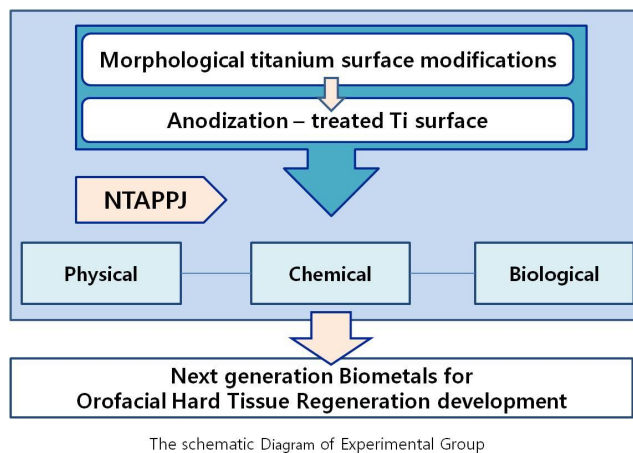 Morphological titanium surface modifications
Anodization – treated Ti surface
NTAPPJ
Physical
Chemical
Biological
Next generation Biometals for
Orofacial Hard Tissue Regeneration development
The schematic Diagram of Experimental Group